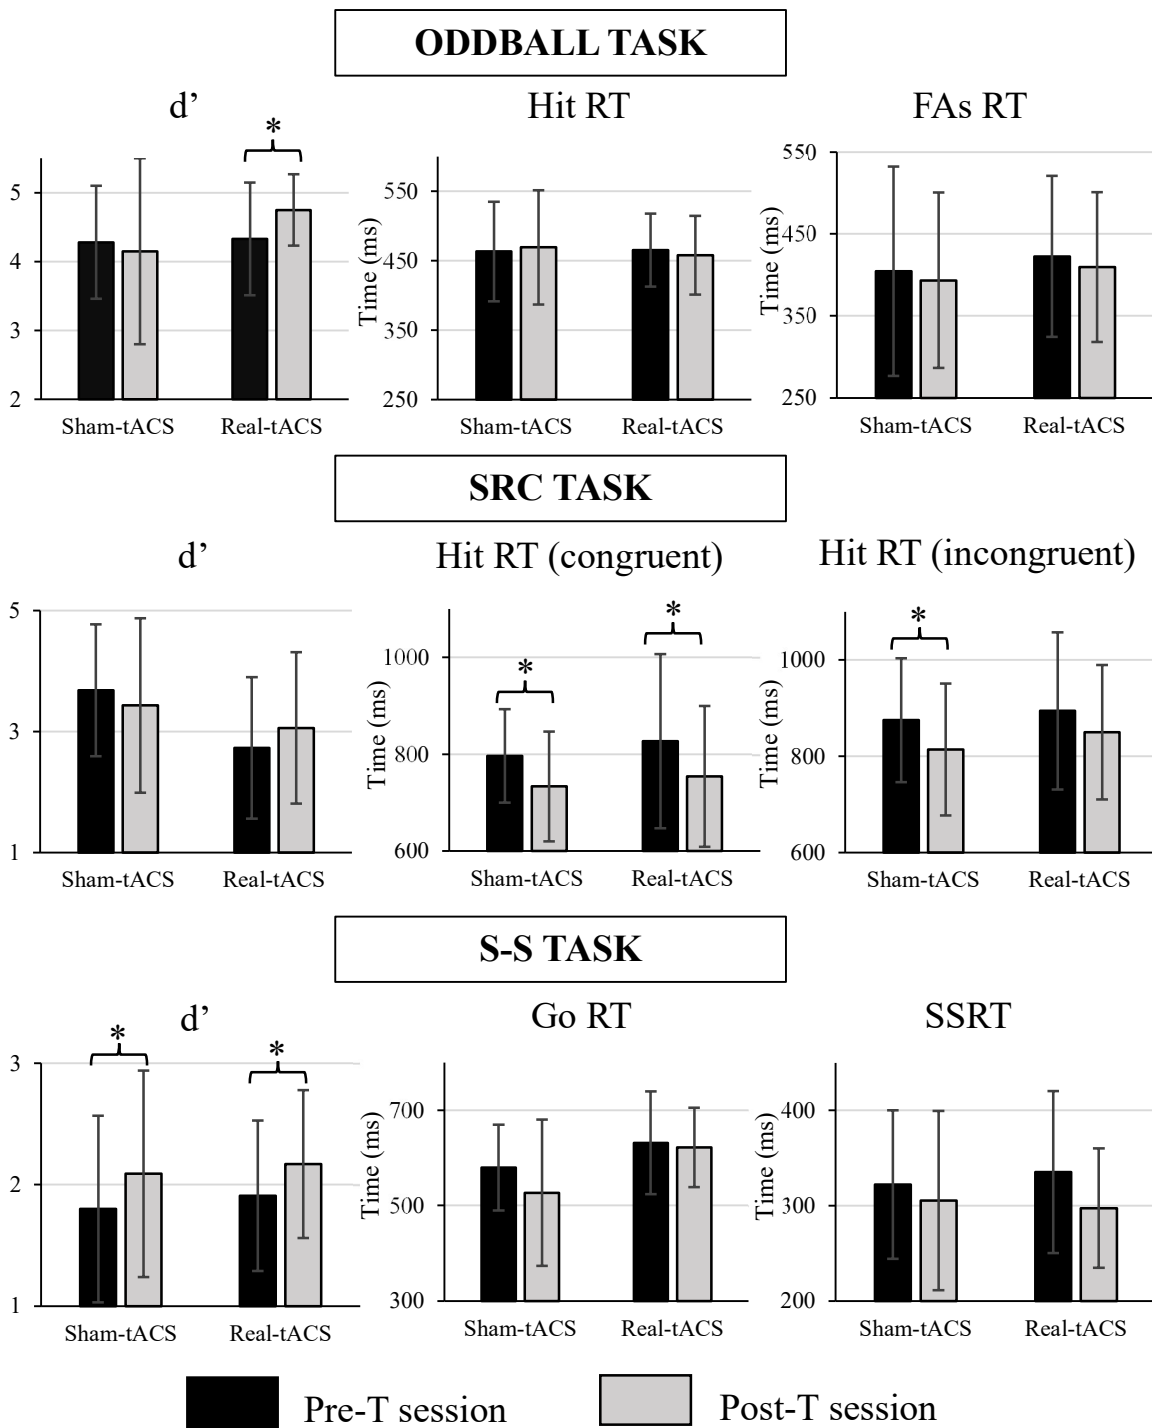 ODDBALL TASK
d’ Hit RT FAs RT
*
5
4
3
2
Sham-tACS Real-tACS
Time (ms)
550
450
350
250
Sham-tACS Real-tACS
Time (ms)
550
450
350
250
Sham-tACS Real-tACS
SRC TASK
d’ Hit RT (congruent) Hit RT (incongruent)
5
3
1
Sham-tACS Real-tACS
* *
Time (ms)
1000
800
600
Sham-tACS Real-tACS
*
Time (ms)
1000
800
600
Sham-tACS Real-tACS
S-S TASK
d’ Go RT SSRT
* *
3
2
1
Sham-tACS Real-tACS
Time (ms)
700
500
300
Sham-tACS Real-tACS
Time (ms)
400
300
200
Sham-tACS Real-tACS
Pre-T session Post-T session